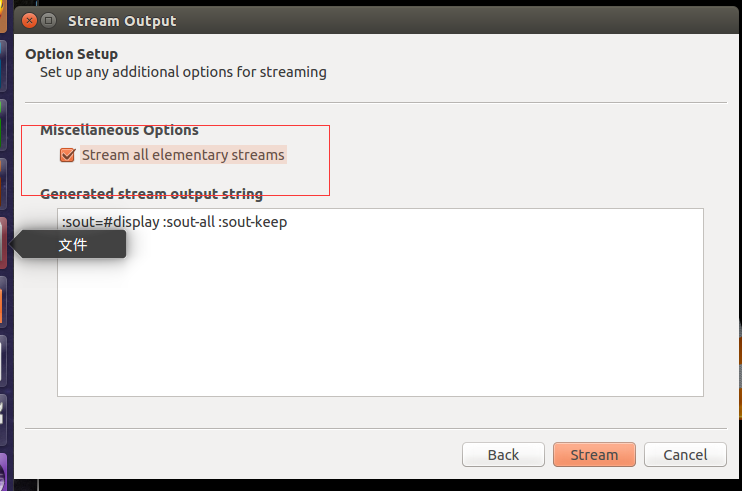 Stream Output
Option Setup
Set up any additional options for streaming
Miscellaneous Options
Stream all elementary streams
Generated stream output string
:sout=#display :sout-all :sout-keep
文件
Back
Stream
Cancel